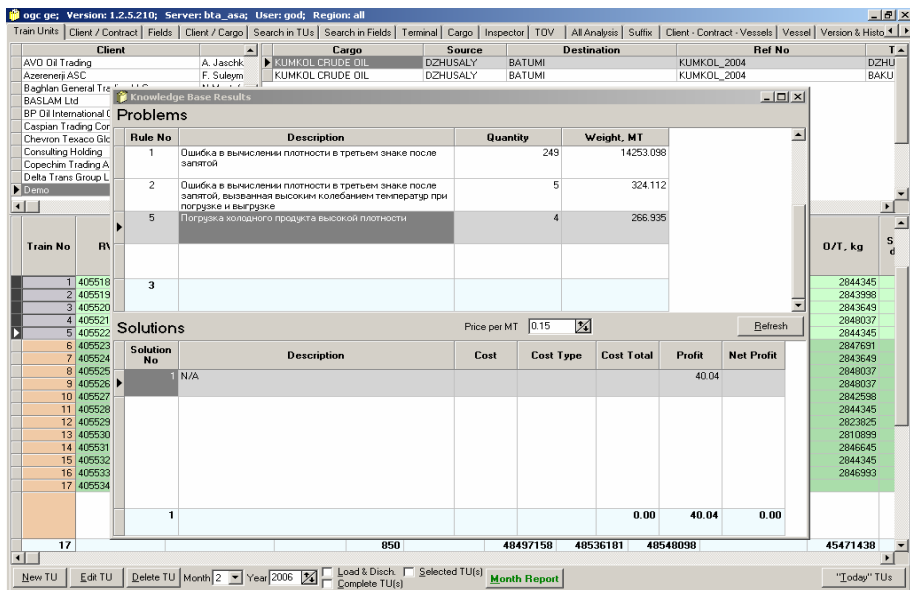 ogc ge; Version: 1.2.5.210; Server:bta_asa; User: god; Region: all
Train Units Client / Contract Fields Client / Cargo Search in TUs Search in Fields Terminal Cargo Inspector TOV All Analysis Suffix Client - Contract - Vessels Vessel Version & Histo
Client Cargo Source Destination Ref No
AVO Oil Trading A. Jaschk KUMKOL CRUDE OIL DZHUSALY BATUMI KUMKOL_2004 DZHU
Azerenerji ASC F. Suleym KUMKOL CRUDE OIL DZHUSALY BATUMI KUMKOL_2004 BAKU
Baghlan General
BASLAM Ltd
BP Oil International
Caspian Trading Cor
Chevron Texaco Glo
Consulting Holding
Copechim Trading A
Delta Trans Group L
Demo
Knowledge Base Results
Problems
Rule No Description Quantity Weight, MT
1 Ошибка в вычислении плотности в третьем знаке после запятой 249 14253.098
2 Ошибка в вычислении плотности в третьем знаке после запятой, вызванная высоким колебанием температур при погрузке и выгрузке 5 324.112
5 Погрузка холодного продукта высокой плотности 4 266.935
3
Solutions Price per MT 0.15 Refresh
Solution No Description Cost Cost Type Cost Total Profit Net Profit
1 N/A 40.04
1 0.00 40.04 0.00
Train No O/T, kg
1 405518 2844345
2 405519 2843998
3 405520 2843649
4 405521 2848037
5 405522 2844345
6 405523 2847691
7 405524 2843649
8 405525 2848037
9 405526 2848037
10 405527 2842598
11 405528 2844345
12 405529 2823825
13 405530 2810899
14 405531 2846645
15 405532 2844345
16 405533 2846993
17 405534
17 850 48497158 48536181 48548098 45471438
New TU Edit TU Delete TU Month 2 Year 2006 Load & Disch. Selected TU(s) Complete TU(s) Month Report "Today" TUs